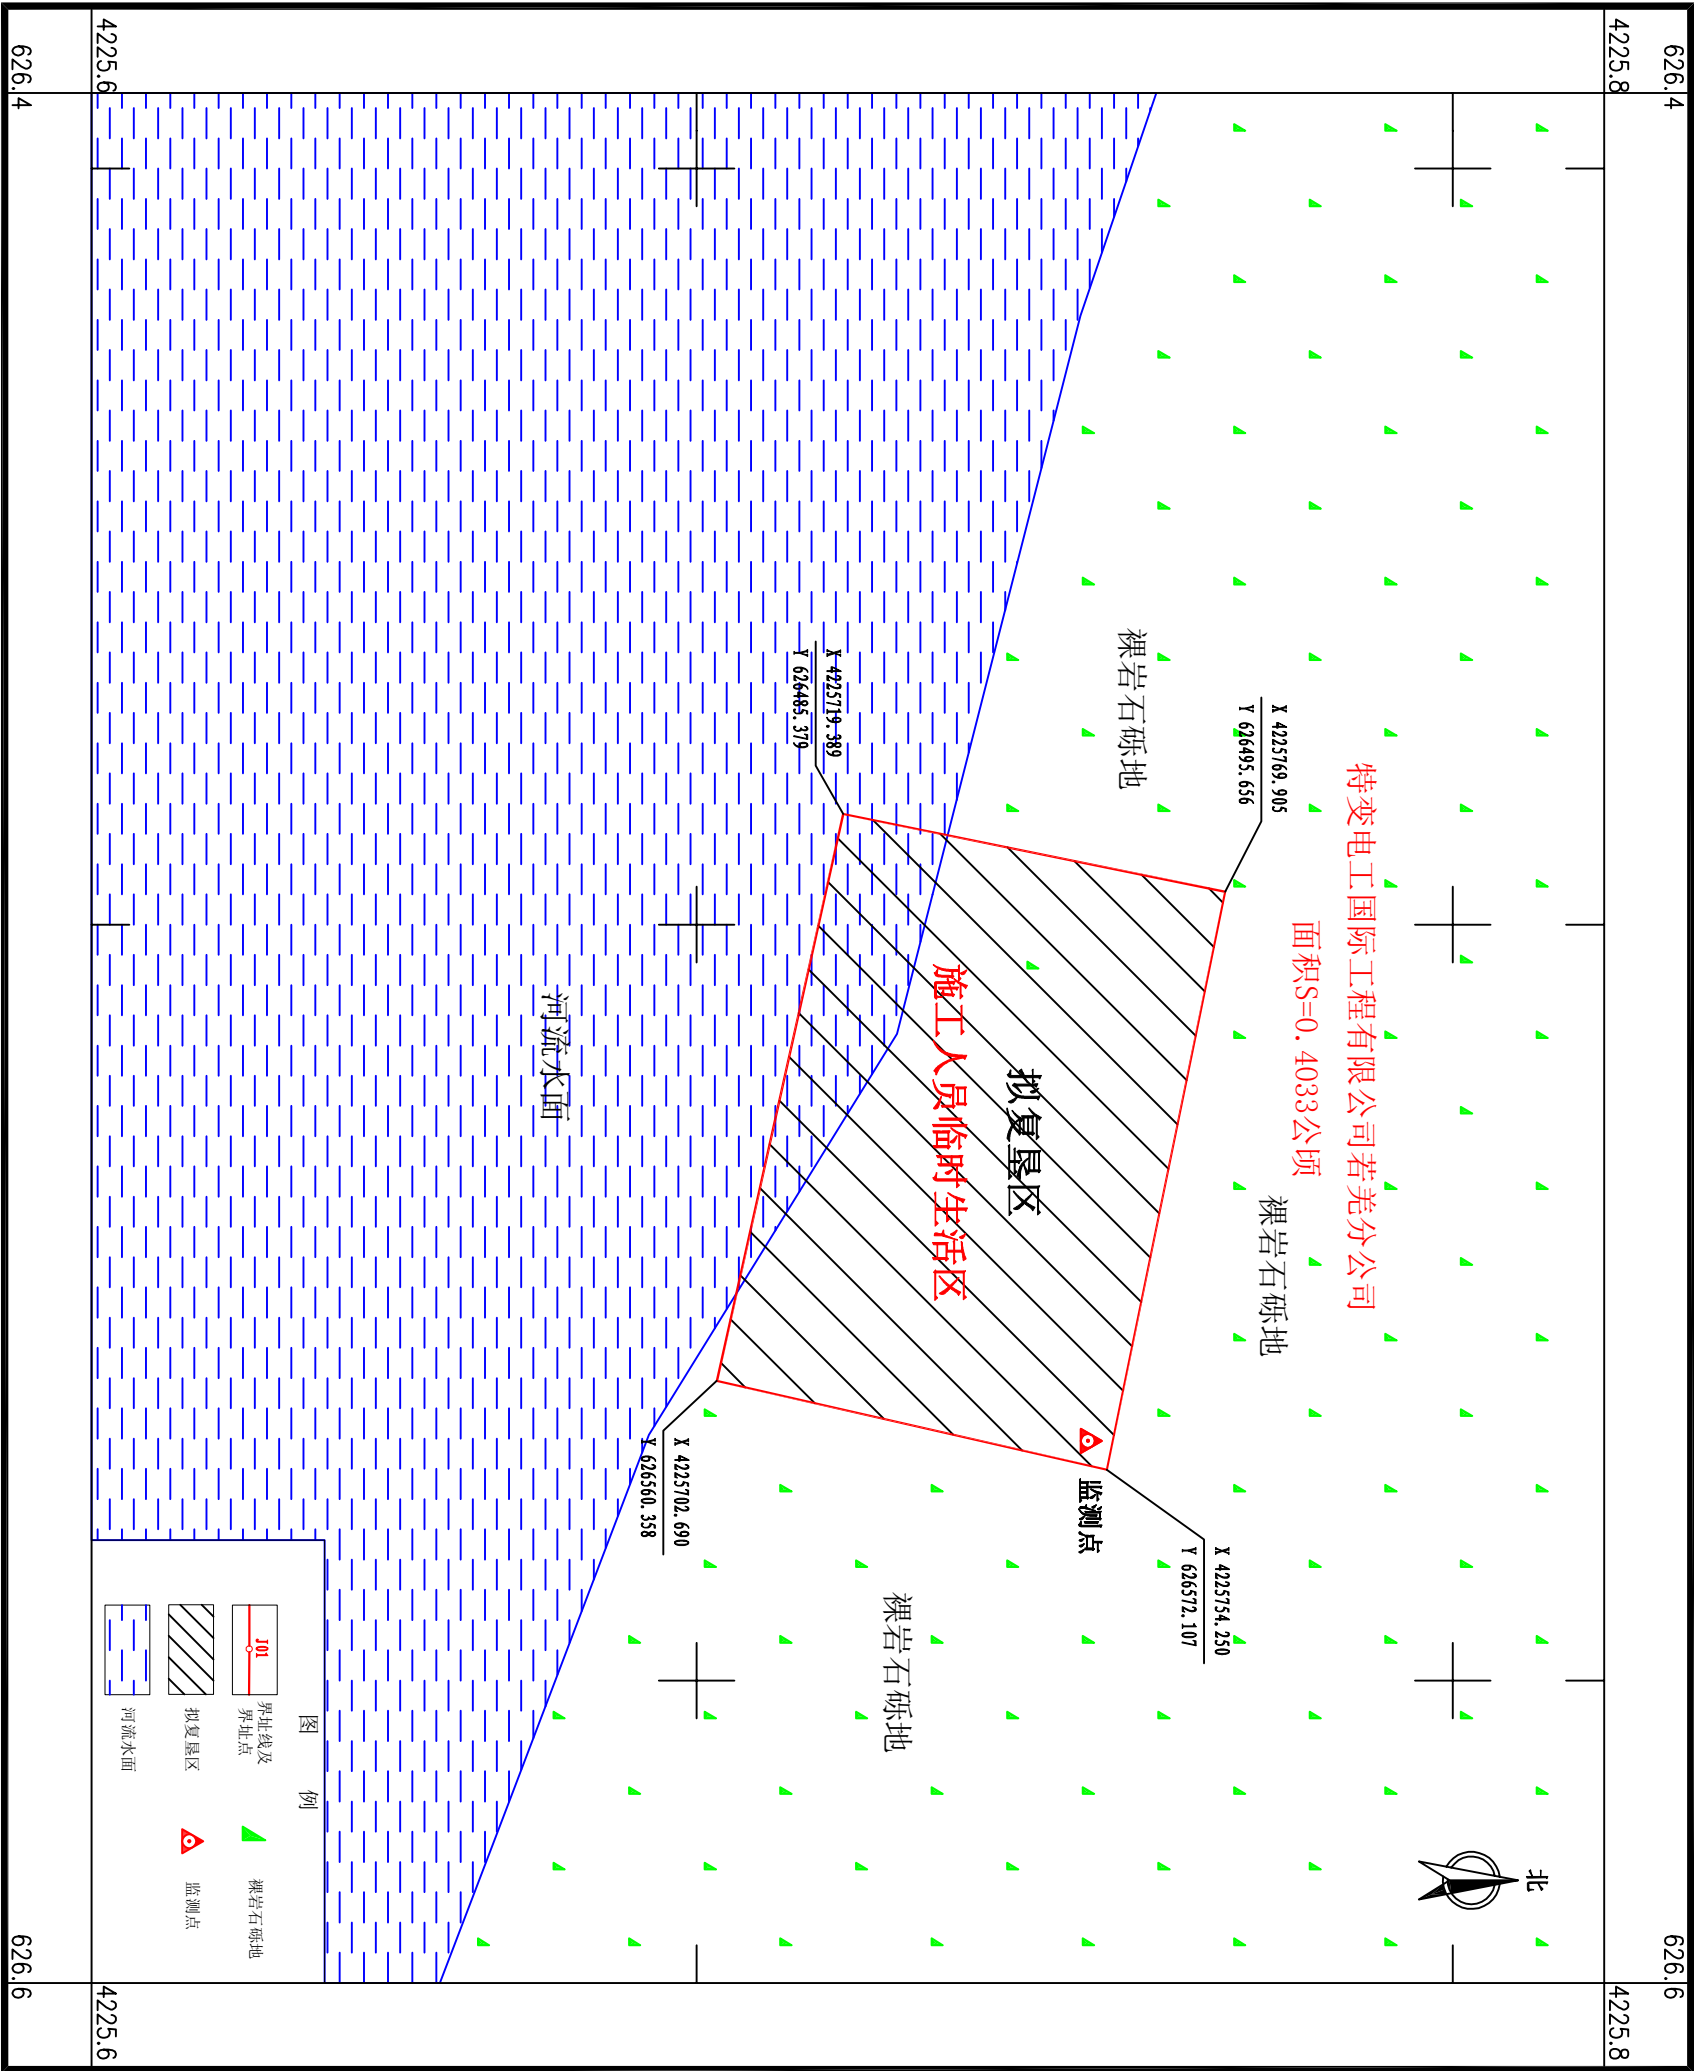 626.4
4225.8
626.6
4225.8
北
特变电工国际工程有限公司若羌分公司
面积S=0.4033公顷
X 4225769.905
Y 626495.656
裸岩石砾地
裸岩石砾地
X 4225754.250
Y 626572.107
监测点
拟复垦区
施工人员临时生活区
裸岩石砾地
X 4225719.389
Y 626485.379
X 4225702.690
Y 626560.358
河流水面
图 例
J01
界址线及
界址点
裸岩石砾地
拟复垦区
监测点
河流水面
4225.6
626.4
4225.6
626.6